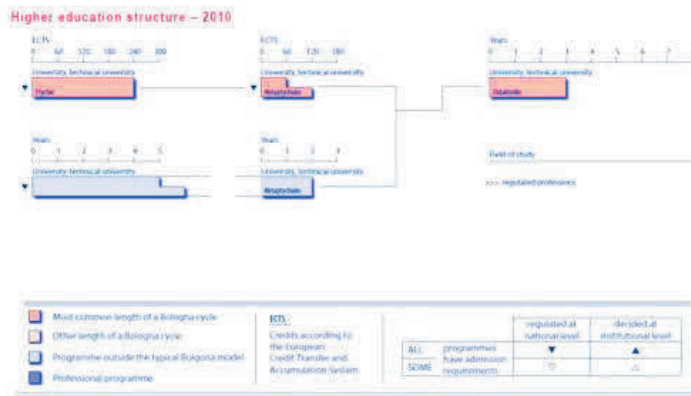 Higher education structure – 2010
ECTS
0 60 120 180 240 300
University, technical university
Ptychio
ECTS
0 60 120 180
University, technical university
Metaptychiako
Years
0 1 2 3 4 5 6 7
University, technical university
Didaktoriko
Years
0 1 2 3 4 5
University, technical university
Years
0 1 2 3
University, technical university
Metaptychiako
Field of study
>>> regulated professions
Most common length of a Bologna cycle
Other length of a Bologna cycle
Programme outside the typical Bologna model
Professional programme
ECTS
Credits according to
the European
Credit Transfer and
Accumulation System
regulated at
national level
decided at
institutional level
ALL programmes
have admission
SOME requirements